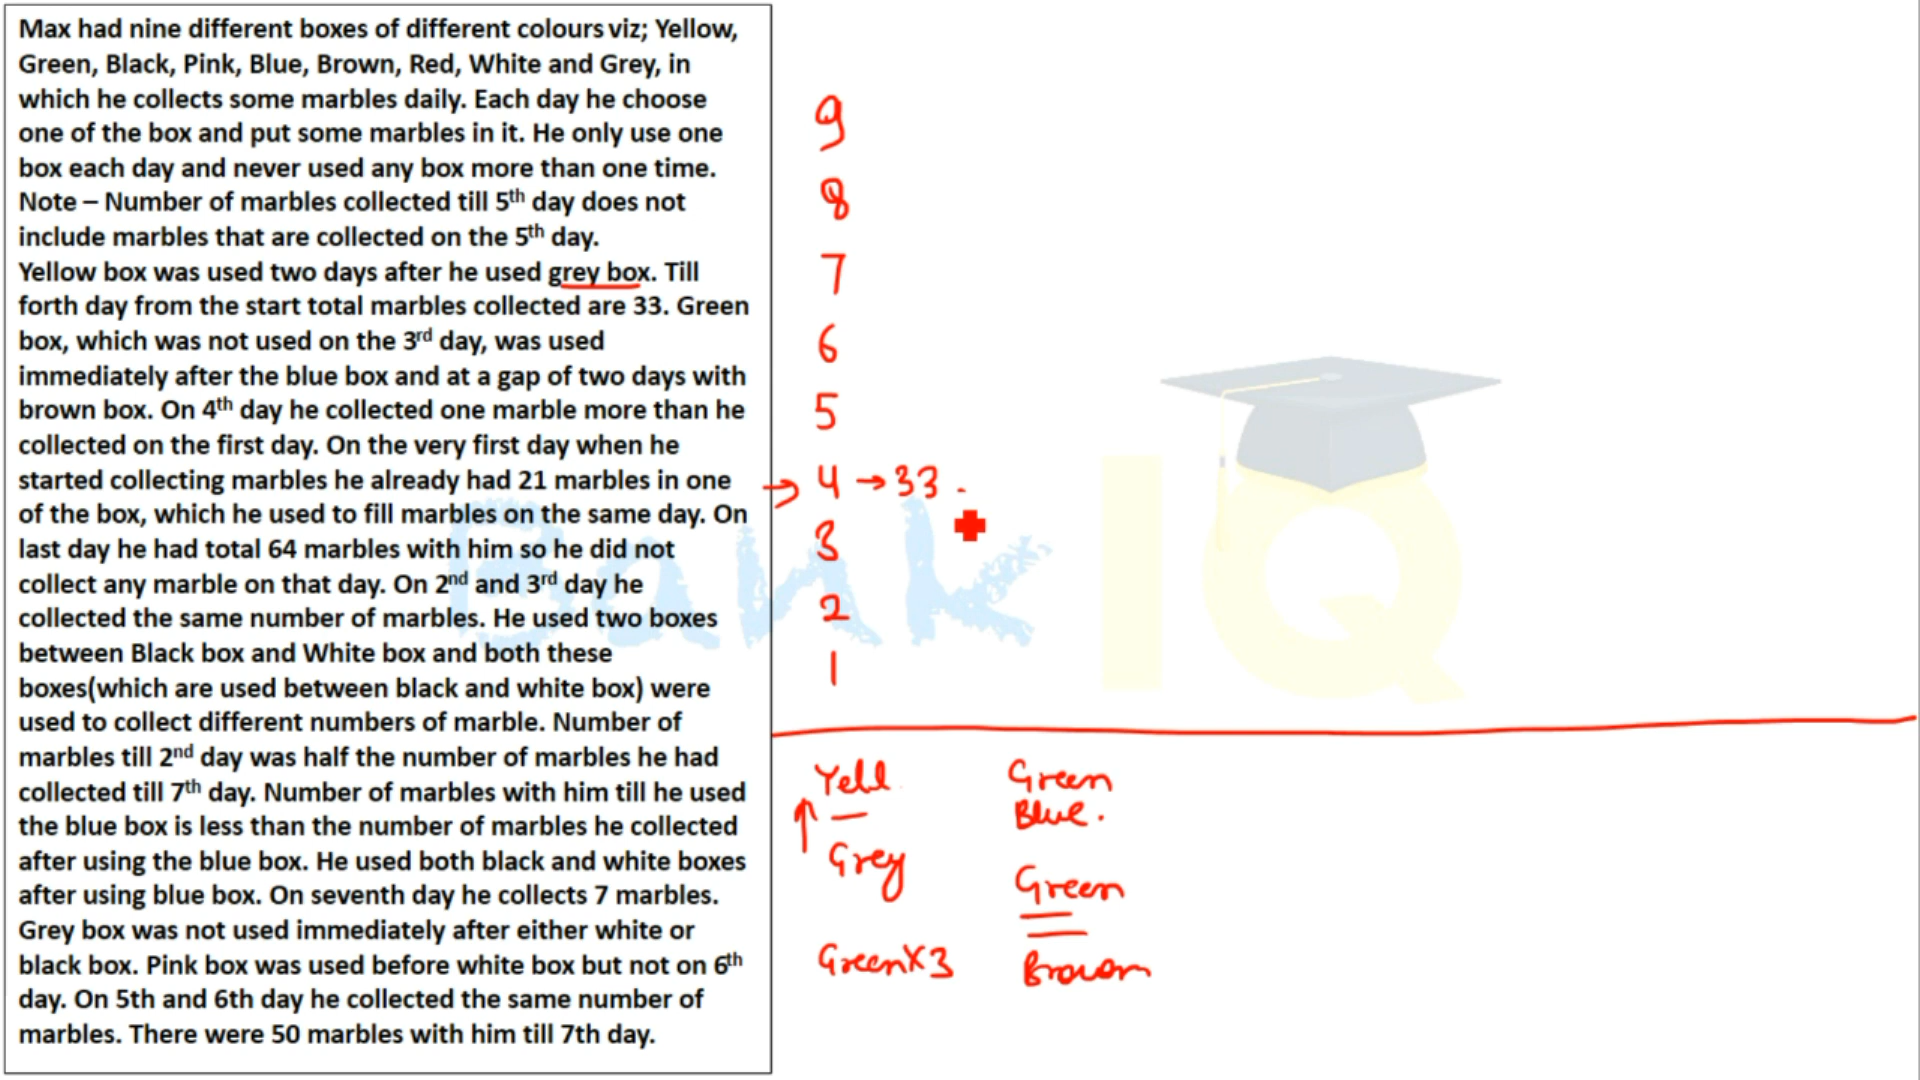 Max had nine different boxes of different colours viz; Yellow,
Green, Black, Pink, Blue, Brown, Red, White and Grey, in
which he collects some marbles daily. Each day he choose
one of the box and put some marbles in it. He only use one
box each day and never used any box more than one time.
Note – Number of marbles collected till 5th day does not
include marbles that are collected on the 5th day.
Yellow box was used two days after he used grey box. Till
forth day from the start total marbles collected are 33. Green
box, which was not used on the 3rd day, was used
immediately after the blue box and at a gap of two days with
brown box. On 4th day he collected one marble more than he
collected on the first day. On the very first day when he
started collecting marbles he already had 21 marbles in one
of the box, which he used to fill marbles on the same day. On
last day he had total 64 marbles with him so he did not
collect any marble on that day. On 2nd and 3rd day he
collected the same number of marbles. He used two boxes
between Black box and White box and both these
boxes(which are used between black and white box) were
used to collect different numbers of marble. Number of
marbles till 2nd day was half the number of marbles he had
collected till 7th day. Number of marbles with him till he used
the blue box is less than the number of marbles he collected
after using the blue box. He used both black and white boxes
after using blue box. On seventh day he collects 7 marbles.
Grey box was not used immediately after either white or
black box. Pink box was used before white box but not on 6th
day. On 5th and 6th day he collected the same number of
marbles. There were 50 marbles with him till 7th day.
9
8
7
6
5
→ 4 → 33 .
3
2
1
Yell
Grey
Green X 3
Green
Blue.
Green
Brown
Bank IQ